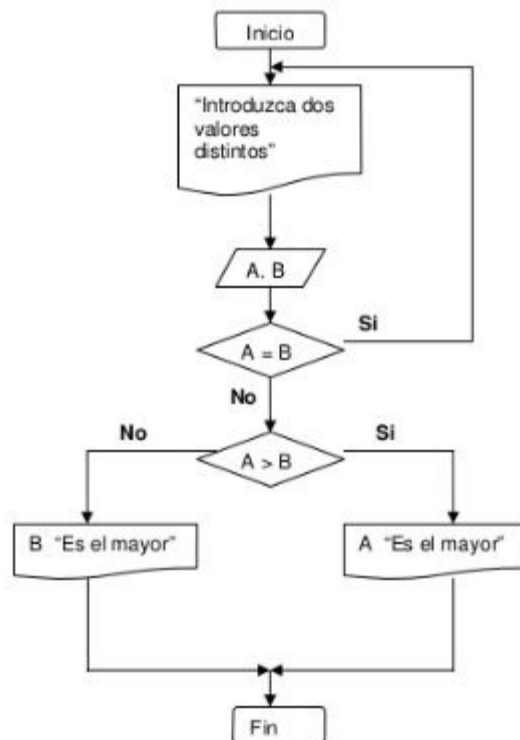 Inicio
"Introduzca dos
valores
distintos"
A. B
Si
A = B
No
No
Si
A > B
B "Es el mayor"
A "Es el mayor"
Fin